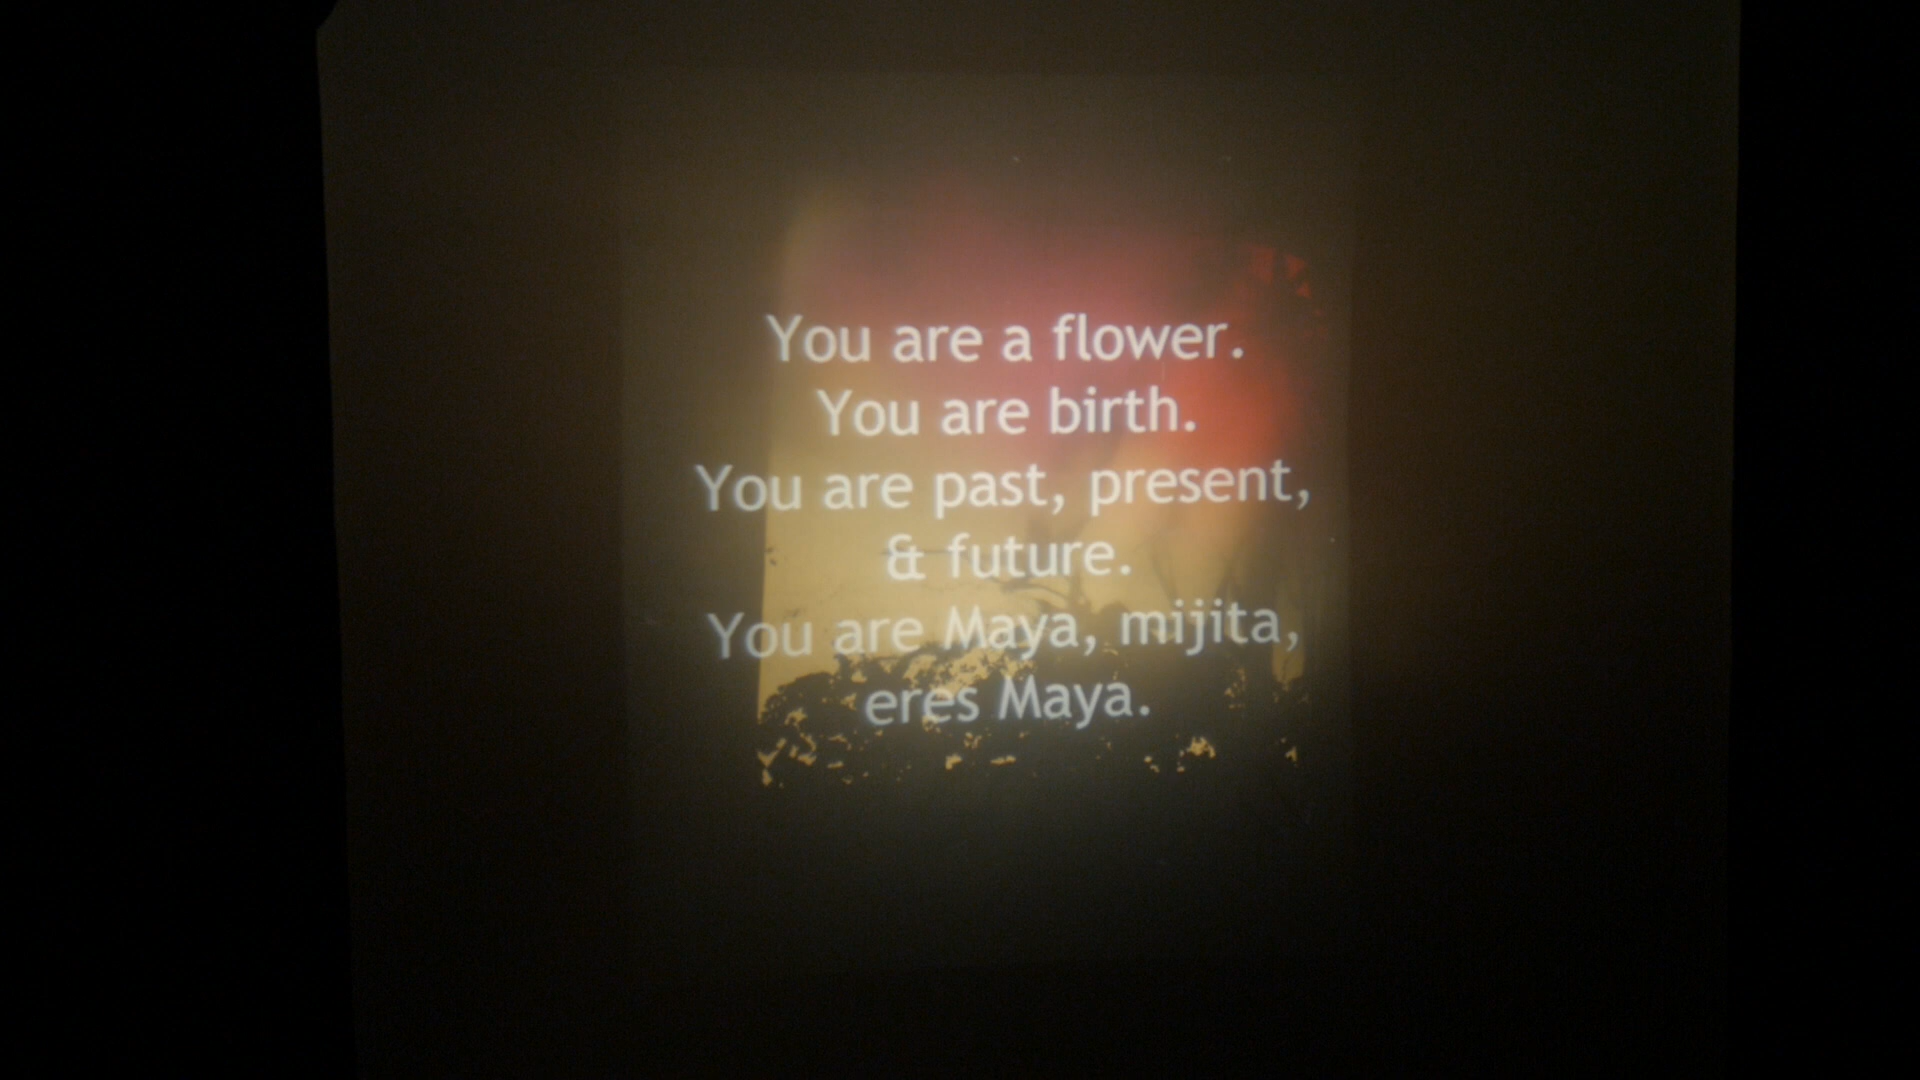 You are a flower.
You are birth.
You are past, present,
& future.
You are Maya, mijita,
eres Maya.